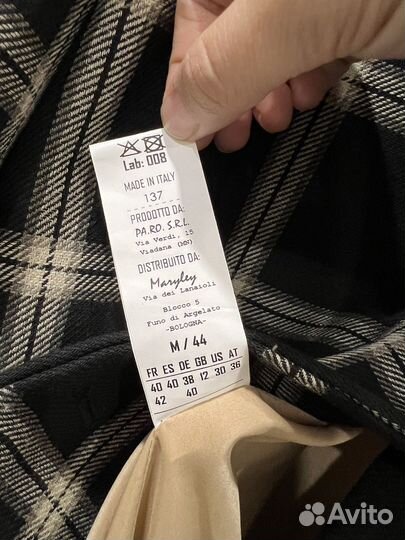 Lab: 008
MADE IN ITALY
137
PRODOTTO DA:
PA.RO. S.R.L.
Via Verdi, 15
Viadana (MN)
DISTRIBUITO DA:
Maryley
Via dei Lanaioli
Blocco 5
Funo di Argelato
-BOLOGNA-
M / 44
FR ES DE GB US AT
40 40 38 12 30 36
42 40
Avito